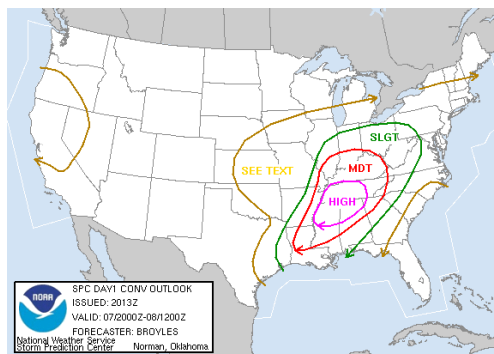 SLGT
MDT
SEE TEXT
HIGH
SPC DAY1 CONV OUTLOOK
ISSUED: 2013Z
VALID: 07/2000Z-08/1200Z
FORECASTER: BROYLES
National Weather Service
Storm Prediction Center Norman, Oklahoma
NOAA